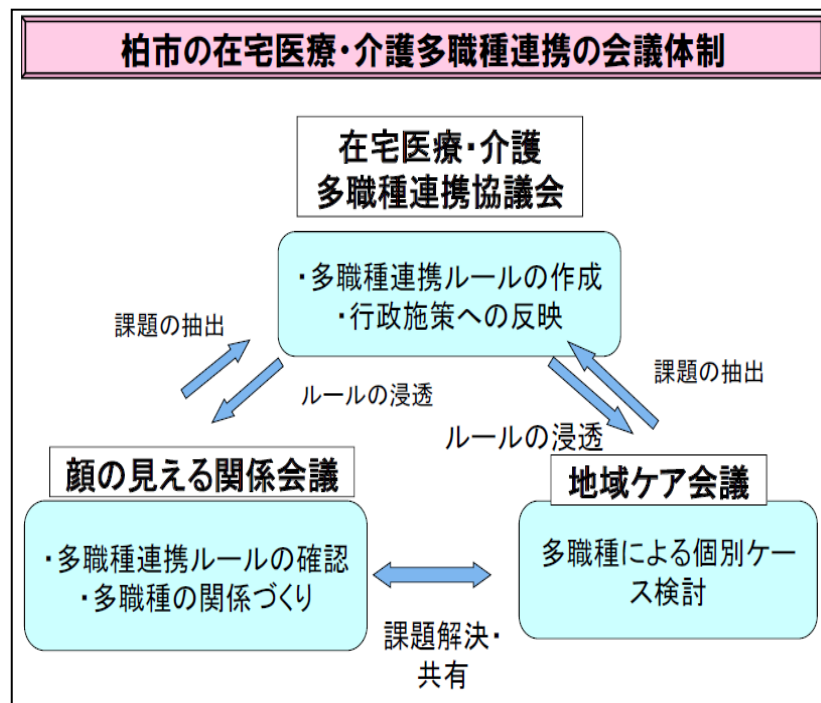 柏市の在宅医療・介護多職種連携の会議体制
在宅医療・介護
多職種連携協議会
・多職種連携ルールの作成
・行政施策への反映
課題の抽出
ルールの浸透
課題の抽出
ルールの浸透
顔の見える関係会議
・多職種連携ルールの確認
・多職種の関係づくり
地域ケア会議
多職種による個別ケー
ス検討
課題解決・
共有